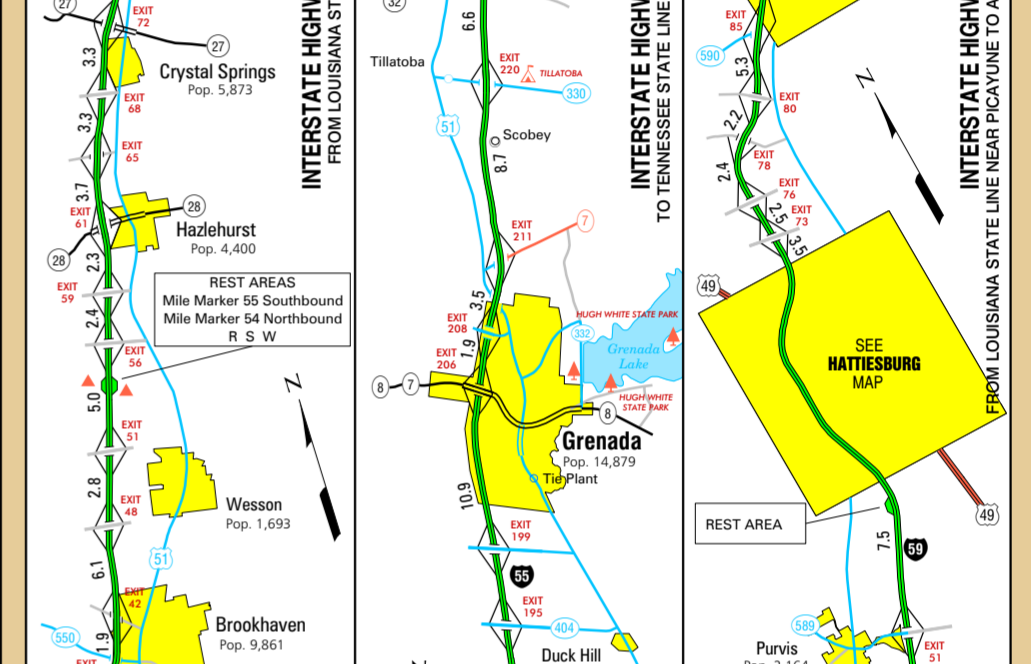 27
EXIT
72
27
3.3
Crystal Springs
Pop. 5,873
EXIT
68
3.3
EXIT
65
3.7
EXIT
61
28
Hazlehurst
Pop. 4,400
28
2.3
EXIT
59
REST AREAS
Mile Marker 55 Southbound
Mile Marker 54 Northbound
R S W
2.4
EXIT
56
5.0
EXIT
51
2.8
EXIT
48
Wesson
Pop. 1,693
51
6.1
EXIT
42
550
1.9
Brookhaven
Pop. 9,861
EXIT
INTERSTATE HIGHW
FROM LOUISIANA ST
32
6.6
Tillatoba
EXIT
220
TILLATOBA
330
51
Scobey
8.7
EXIT
211
7
3.5
EXIT
208
HUGH WHITE STATE PARK
332
1.9
EXIT
206
Grenada
Lake
8
7
HUGH WHITE
STATE PARK
8
Grenada
Pop. 14,879
Tie Plant
10.9
EXIT
199
55
EXIT
195
404
Duck Hill
INTERSTATE HIGHW
TO TENNESSEE STATE LINE
EXIT
85
590
5.3
EXIT
80
2.2
EXIT
78
2.4
EXIT
76
2.5
EXIT
73
3.5
N
N
49
SEE
HATTIESBURG
MAP
49
REST AREA
7.5
59
589
Purvis
EXIT
51
INTERSTATE HIGHW
FROM LOUISIANA STATE LINE NEAR PICAYUNE TO A